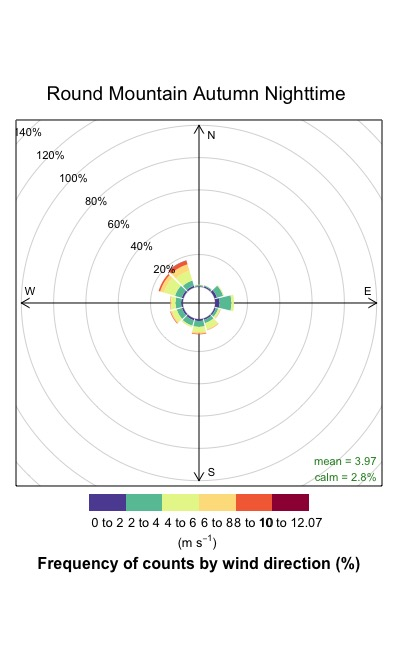 Round Mountain Autumn Nighttime
140%
120%
100%
80%
60%
40%
20%
N
W
E
S
mean = 3.97
calm = 2.8%
0 to 2 2 to 4 4 to 6 6 to 8 8 to 10 10 to 12.07
(m s⁻¹)
Frequency of counts by wind direction (%)